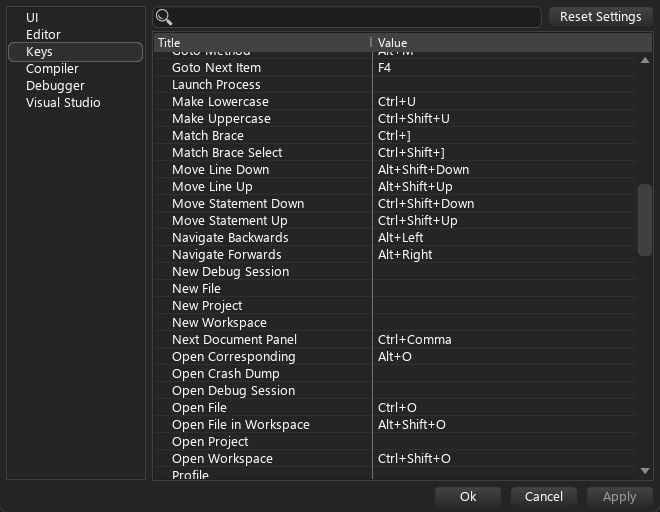 UI
Editor
Keys
Compiler
Debugger
Visual Studio
Reset Settings
Title Value
Goto Method Alt+M
Goto Next Item F4
Launch Process
Make Lowercase Ctrl+U
Make Uppercase Ctrl+Shift+U
Match Brace Ctrl+]
Match Brace Select Ctrl+Shift+]
Move Line Down Alt+Shift+Down
Move Line Up Alt+Shift+Up
Move Statement Down Ctrl+Shift+Down
Move Statement Up Ctrl+Shift+Up
Navigate Backwards Alt+Left
Navigate Forwards Alt+Right
New Debug Session
New File
New Project
New Workspace
Next Document Panel Ctrl+Comma
Open Corresponding Alt+O
Open Crash Dump
Open Debug Session
Open File Ctrl+O
Open File in Workspace Alt+Shift+O
Open Project
Open Workspace Ctrl+Shift+O
Profile
Ok Cancel Apply